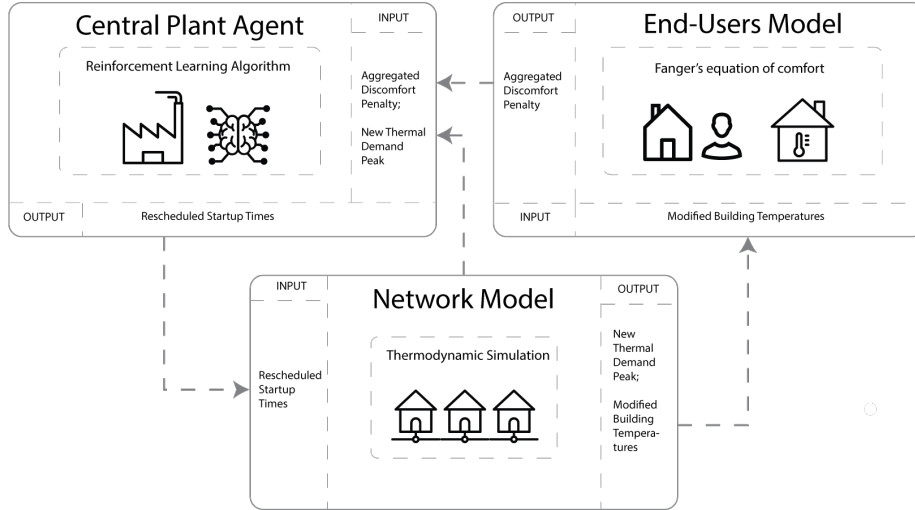 Central Plant Agent
INPUT
Reinforcement Learning Algorithm
Aggregated
Discomfort
Penalty;
New Thermal
Demand
Peak
OUTPUT
Rescheduled Startup Times
OUTPUT
End-Users Model
Aggregated
Discomfort
Penalty
Fanger's equation of comfort
INPUT
Modified Building Temperatures
INPUT
Network Model
OUTPUT
Rescheduled
Startup
Times
Thermodynamic Simulation
New
Thermal
Demand
Peak;
Modified
Building
Tempera-
tures